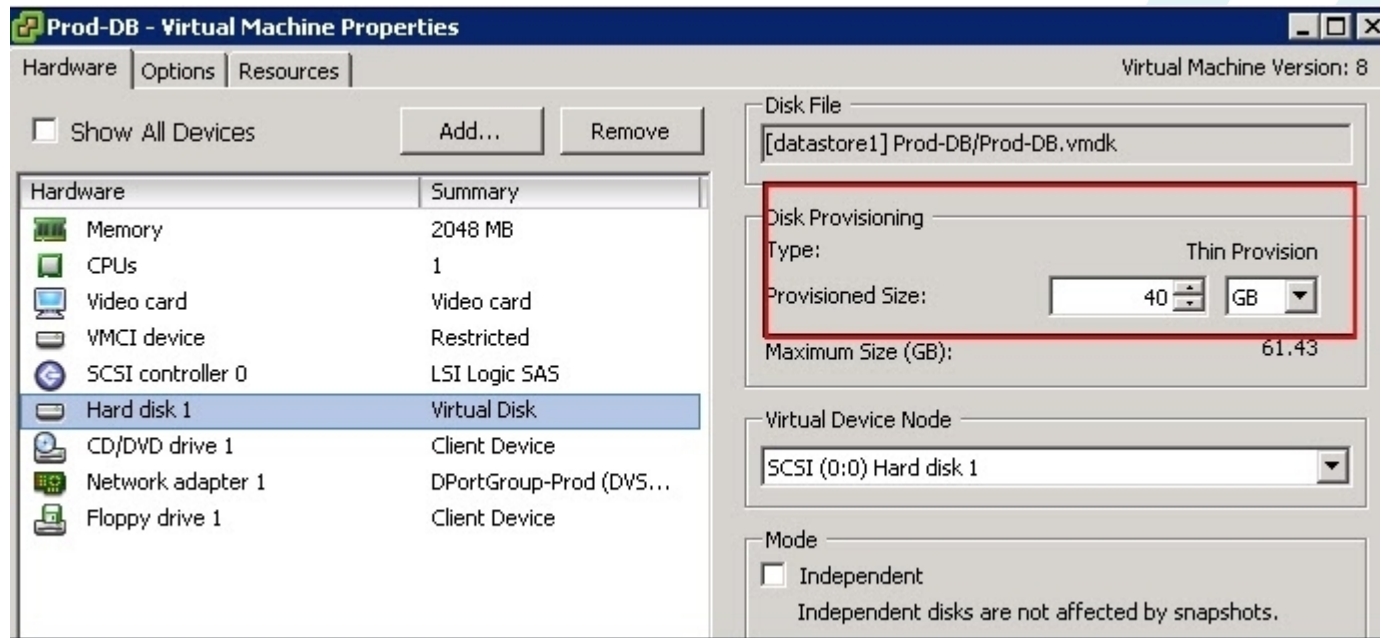 Prod-DB - Virtual Machine Properties
Hardware Options Resources
Virtual Machine Version: 8
Show All Devices
Add...
Remove
Hardware Summary
Memory 2048 MB
CPUs 1
Video card Video card
VMCI device Restricted
SCSI controller 0 LSI Logic SAS
Hard disk 1 Virtual Disk
CD/DVD drive 1 Client Device
Network adapter 1 DPortGroup-Prod (DVS...
Floppy drive 1 Client Device
Disk File
[datastore1] Prod-DB/Prod-DB.vmdk
Disk Provisioning
Type: Thin Provision
Provisioned Size: 40 GB
Maximum Size (GB): 61.43
Virtual Device Node
SCSI (0:0) Hard disk 1
Mode
Independent
Independent disks are not affected by snapshots.